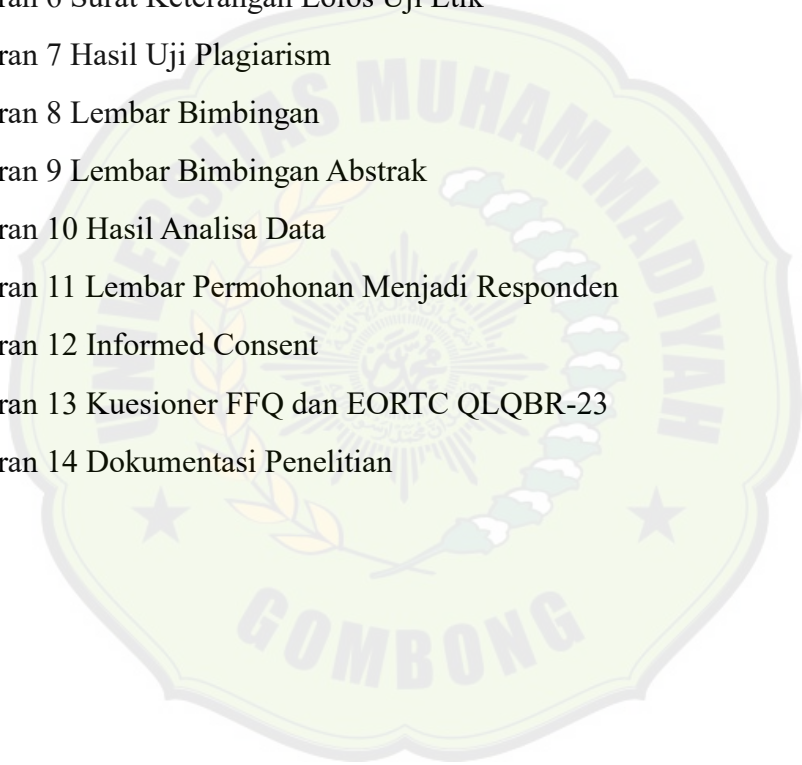 ran 6 Surat Keterangan Lolos Uji Etik
ran 7 Hasil Uji Plagiarism
ran 8 Lembar Bimbingan
ran 9 Lembar Bimbingan Abstrak
ran 10 Hasil Analisa Data
ran 11 Lembar Permohonan Menjadi Responden
ran 12 Informed Consent
ran 13 Kuesioner FFQ dan EORTC QLQBR-23
ran 14 Dokumentasi Penelitian
UNIVERSITAS MUHAMMADIYAH
GOMBONG